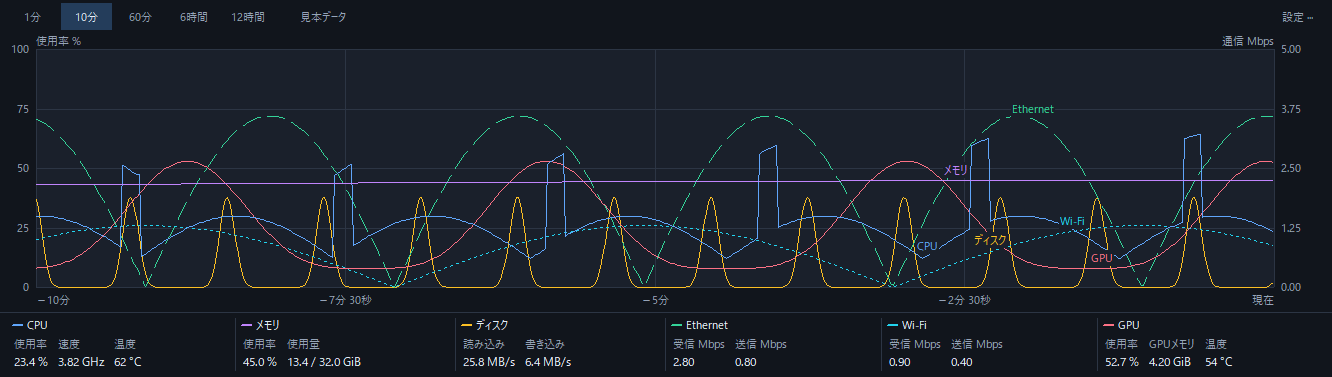 1分 10分 60分 6時間 12時間 見本データ 設定 …
使用率 % 通信 Mbps
100 5.00
75 3.75
50 2.50
25 1.25
0 0.00
Ethernet
メモリ
Wi-Fi
ディスク
CPU
GPU
−10分 −7分 30秒 −5分 −2分 30秒 現在
CPU メモリ ディスク Ethernet Wi-Fi GPU
使用率 速度 温度 使用率 使用量 読み込み 書き込み 受信 Mbps 送信 Mbps 受信 Mbps 送信 Mbps 使用率 GPUメモリ 温度
23.4 % 3.82 GHz 62 °C 45.0 % 13.4 / 32.0 GiB 25.8 MB/s 6.4 MB/s 2.80 0.80 0.90 0.40 52.7 % 4.20 GiB 54 °C